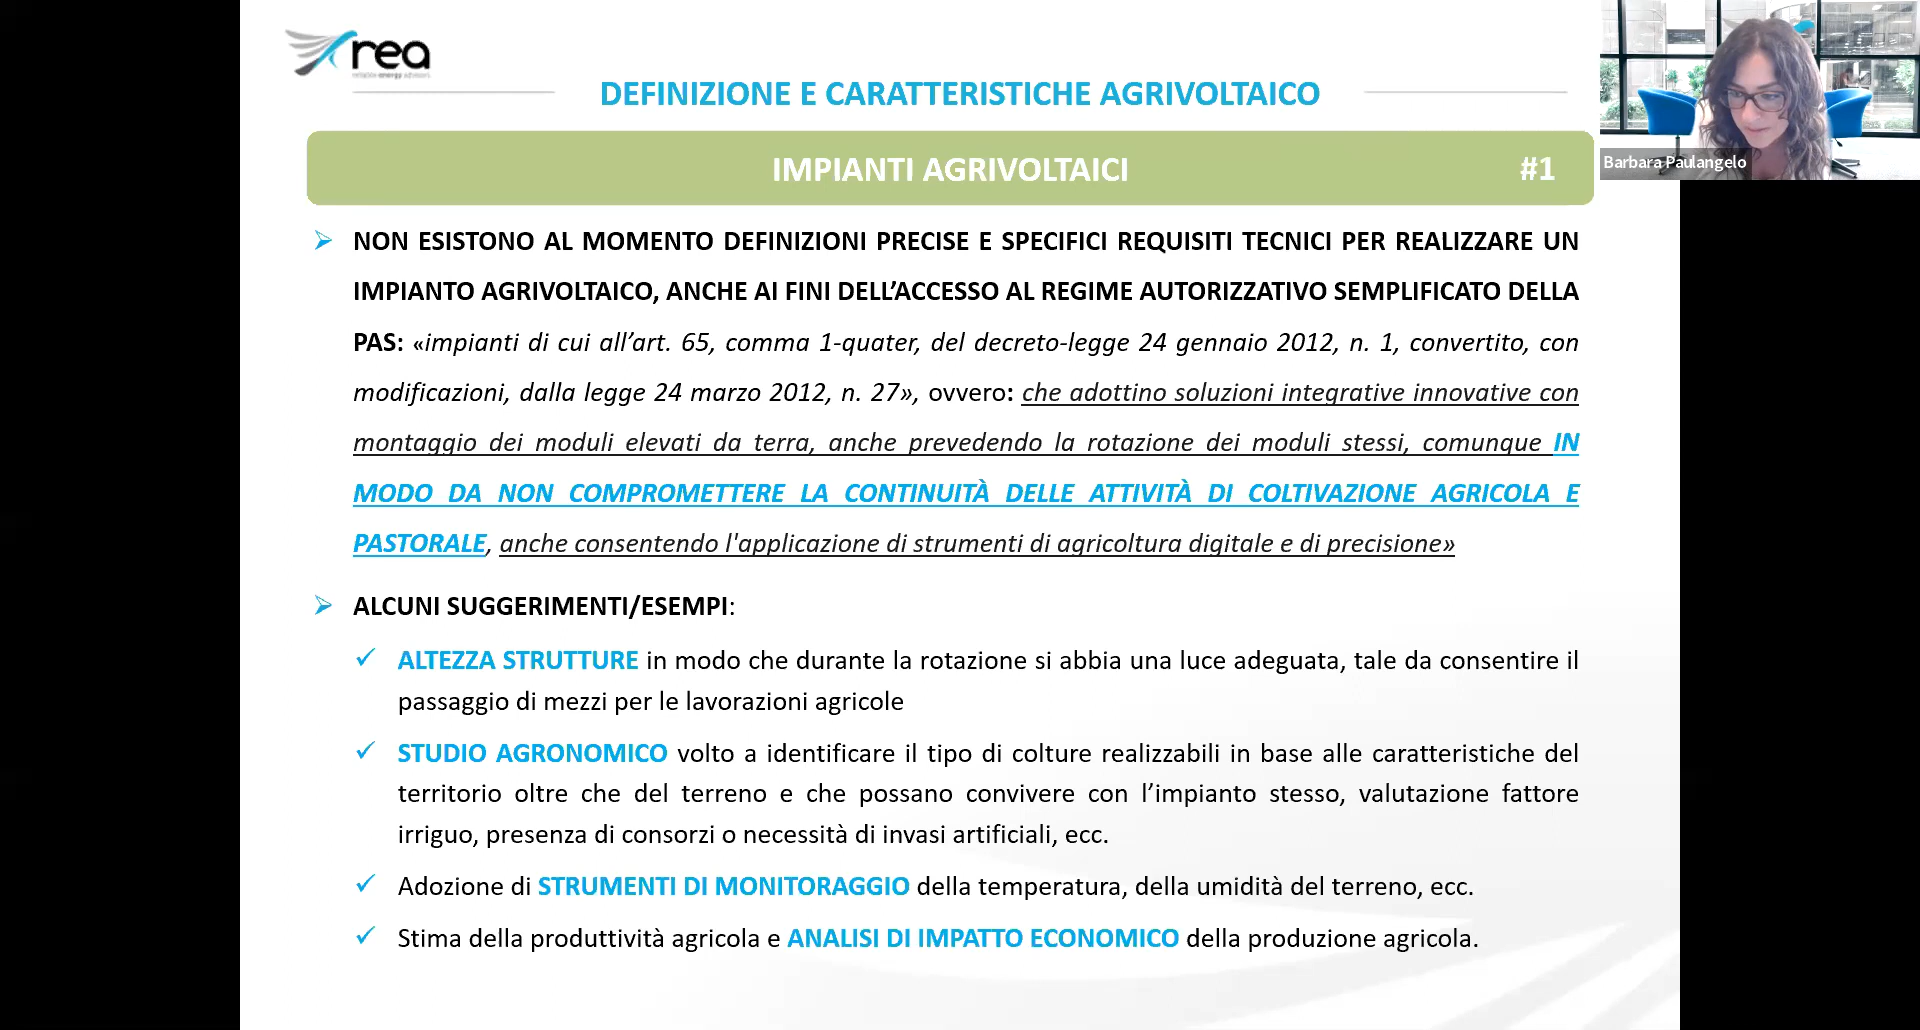 rea
reliable energy advisors
DEFINIZIONE E CARATTERISTICHE AGRIVOLTAICO
IMPIANTI AGRIVOLTAICI #1
Barbara Paulangelo
NON ESISTONO AL MOMENTO DEFINIZIONI PRECISE E SPECIFICI REQUISITI TECNICI PER REALIZZARE UN
IMPIANTO AGRIVOLTAICO, ANCHE AI FINI DELL’ACCESSO AL REGIME AUTORIZZATIVO SEMPLIFICATO DELLA
PAS: «impianti di cui all’art. 65, comma 1-quater, del decreto-legge 24 gennaio 2012, n. 1, convertito, con
modificazioni, dalla legge 24 marzo 2012, n. 27», ovvero: che adottino soluzioni integrative innovative con
montaggio dei moduli elevati da terra, anche prevedendo la rotazione dei moduli stessi, comunque IN
MODO DA NON COMPROMETTERE LA CONTINUITÀ DELLE ATTIVITÀ DI COLTIVAZIONE AGRICOLA E
PASTORALE, anche consentendo l'applicazione di strumenti di agricoltura digitale e di precisione»
ALCUNI SUGGERIMENTI/ESEMPI:
ALTEZZA STRUTTURE in modo che durante la rotazione si abbia una luce adeguata, tale da consentire il
passaggio di mezzi per le lavorazioni agricole
STUDIO AGRONOMICO volto a identificare il tipo di colture realizzabili in base alle caratteristiche del
territorio oltre che del terreno e che possano convivere con l’impianto stesso, valutazione fattore
irriguo, presenza di consorzi o necessità di invasi artificiali, ecc.
Adozione di STRUMENTI DI MONITORAGGIO della temperatura, della umidità del terreno, ecc.
Stima della produttività agricola e ANALISI DI IMPATTO ECONOMICO della produzione agricola.